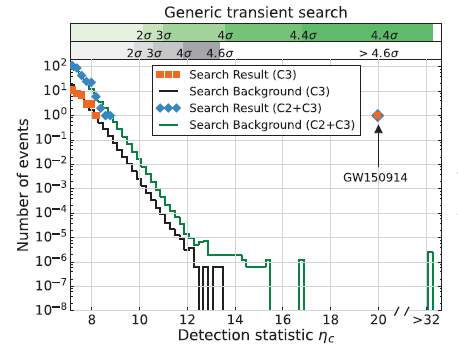 Generic transient search
2σ 3σ 4σ 4.4σ 4.4σ
2σ 3σ 4σ 4.6σ > 4.6σ
Search Result (C3)
Search Background (C3)
Search Result (C2+C3)
Search Background (C2+C3)
GW150914
Number of events
10²
10¹
10⁰
10⁻¹
10⁻²
10⁻³
10⁻⁴
10⁻⁵
10⁻⁶
10⁻⁷
10⁻⁸
8 10 12 14 16 18 20 // >32
Detection statistic η_c